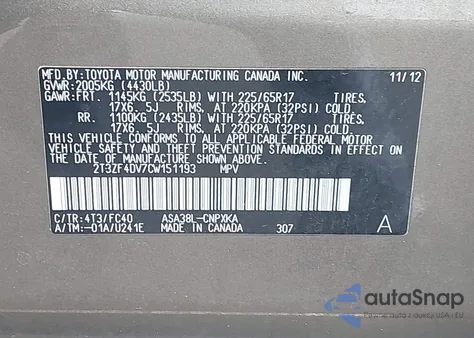 MFD. BY: TOYOTA MOTOR MANUFACTURING CANADA INC. 11/12
GVWR: 2005KG (4430LB)
GAWR: FRT. 1145KG (2535LB) WITH 225/65R17 TIRES,
17X6.5J RIMS, AT 220KPA (32PSI) COLD.
RR. 1100KG (2435LB) WITH 225/65R17 TIRES,
17X6.5J RIMS, AT 220KPA (32PSI) COLD.
THIS VEHICLE CONFORMS TO ALL APPLICABLE FEDERAL MOTOR
VEHICLE SAFETY STANDARDS IN EFFECT ON THE
DATE OF MANUFACTURE SHOWN ABOVE.
2T3ZF4DV7CW151193 MPV
C/TR: 4T3/FC40 ASA38L-CNPXKA
A/TM: -01A/U241E MADE IN CANADA 307 A
autoSnap